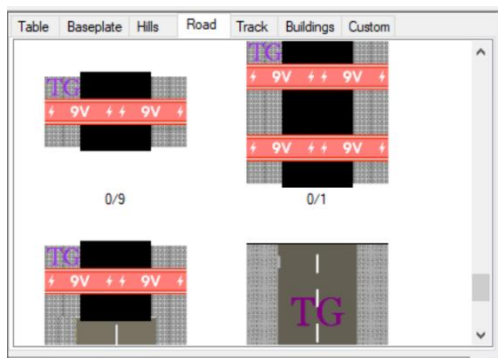 Table Baseplate Hills Road Track Buildings Custom
TG
9V 9V
TG
9V 9V
9V 9V
0/9
0/1
TG
9V 9V
TG